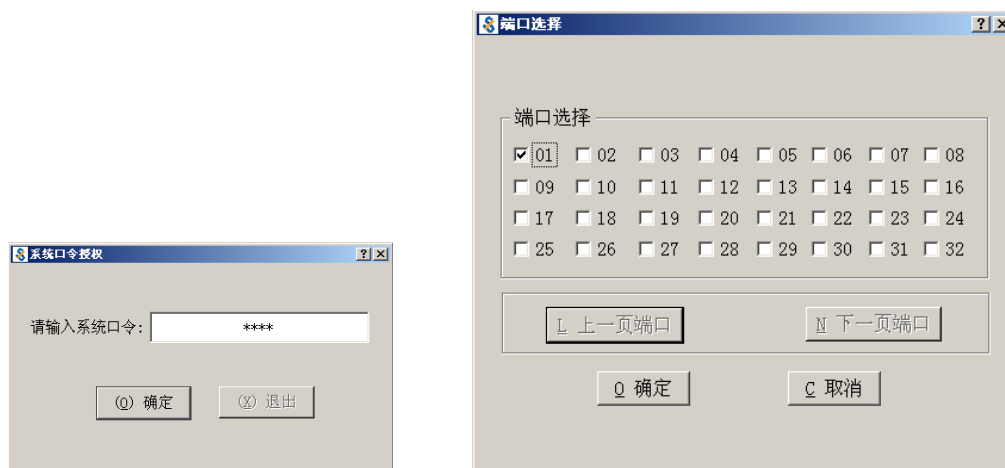 系统口令授权
请输入系统口令: ****
(O) 确定 (X) 退出
端口选择
端口选择
01 02 03 04 05 06 07 08
09 10 11 12 13 14 15 16
17 18 19 20 21 22 23 24
25 26 27 28 29 30 31 32
L 上一页端口 N 下一页端口
O 确定 C 取消